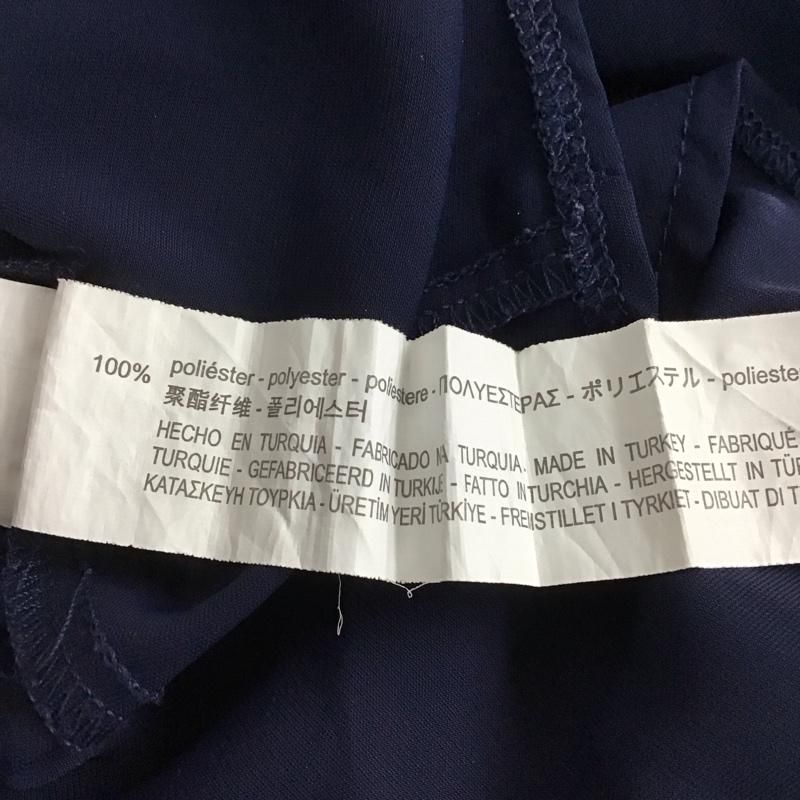 100% poliéster - polyester - poliestere - ΠΟΛΥΕΣΤΕΡΑΣ - ポリエステル - polieste
聚酯纤维 - 폴리에스터
HECHO EN TURQUIA - FABRICADO NA TURQUIA - MADE IN TURKEY - FABRIQUÉ
TURQUIE - GEFABRICEERD IN TURKIJE - FATTO IN TURCHIA - HERGESTELLT IN TÜR
ΚΑΤΑΣΚΕΥΗ ΤΟΥΡΚΙΑ - ÜRETİM YERİ TÜRKİYE - FREMSTILLET I TYRKIET - DIBUAT DI T